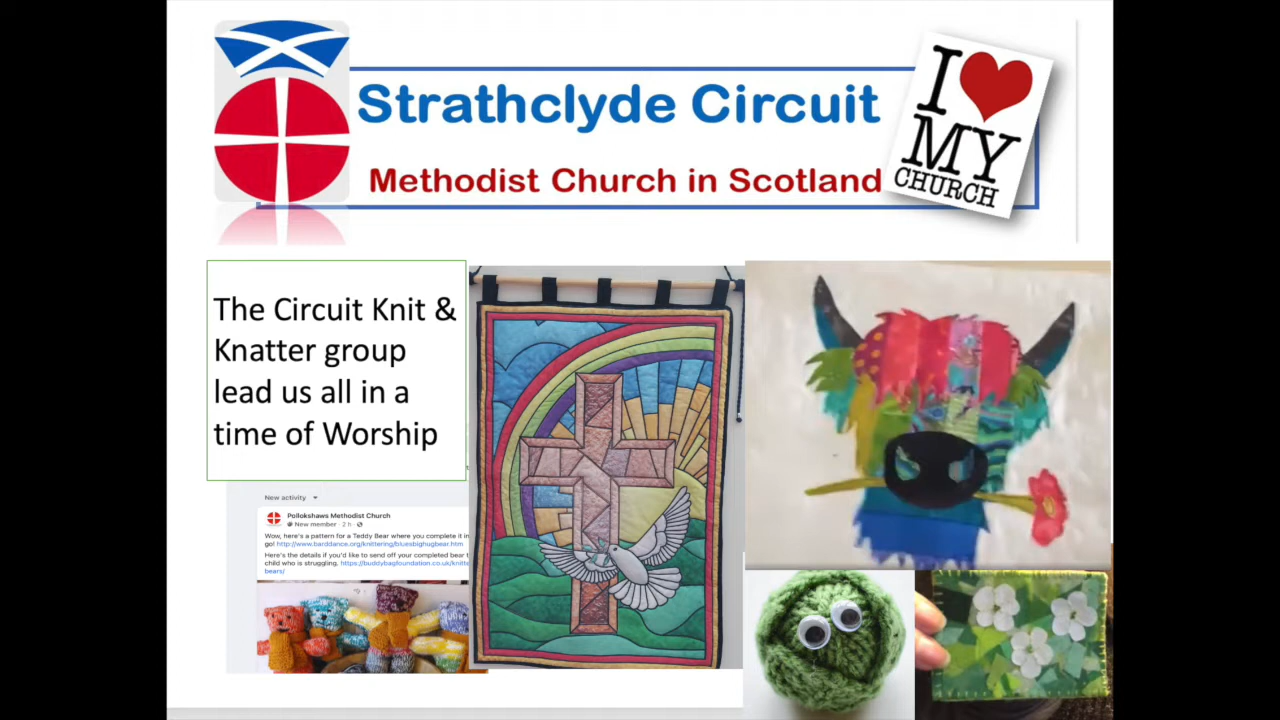 Strathclyde Circuit
Methodist Church in Scotland
I
MY
CHURCH
The Circuit Knit &
Knatter group
lead us all in a
time of Worship
New activity
Pollokshaws Methodist Church
New member · 2 h
Wow, here's a pattern for a Teddy Bear where you complete it in
go! http://www.barddance.org/knittering/bluesbighugbear.htm
Here's the details if you'd like to send off your completed bear t
child who is struggling, https://buddybagfoundation.co.uk/knitte
bears/